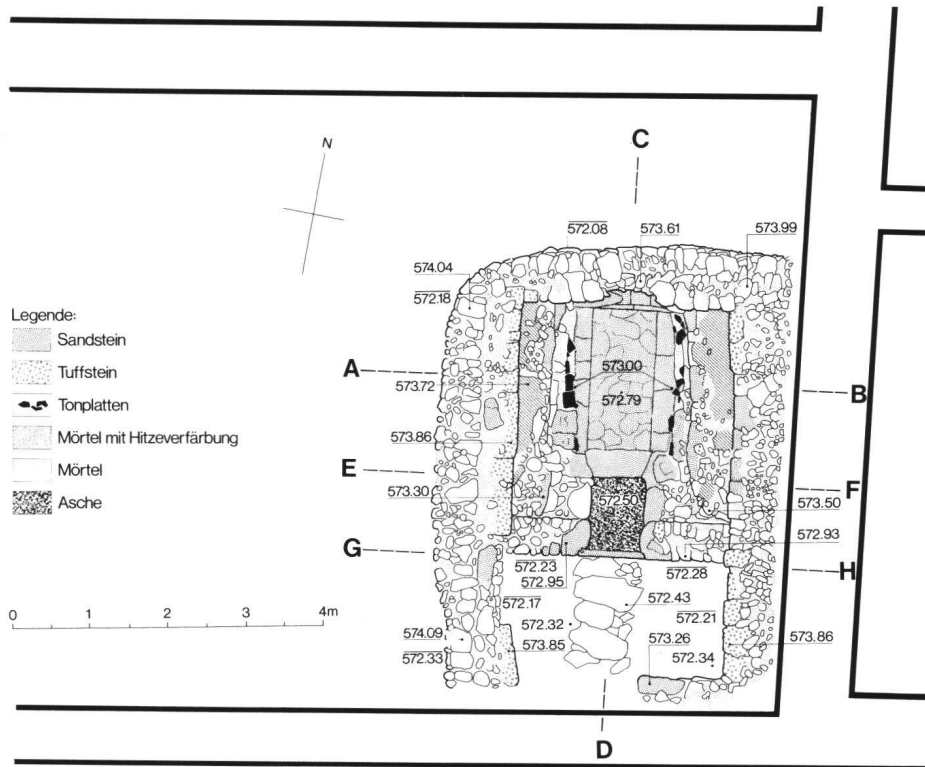 C
N
572.08
573.61
573.99
574.04
572.18
Legende:
Sandstein
Tuffstein
Tonplatten
Mörtel mit Hitzeverfärbung
Mörtel
Asche
A
573.72
573.00
572.79
B
573.86
E
573.30
572.50
F
573.50
G
572.93
572.23
572.95
572.28
H
572.17
572.43
572.32
572.21
574.09
572.33
573.85
573.26
572.34
573.86
0 1 2 3 4m
D